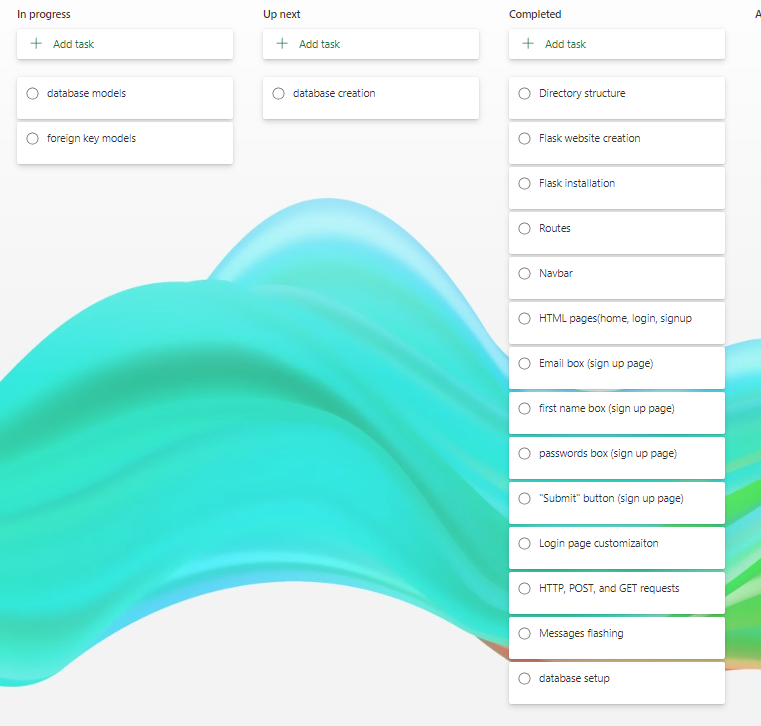 In progress
Add task
database models
foreign key models
Up next
Add task
database creation
Completed
Add task
Directory structure
Flask website creation
Flask installation
Routes
Navbar
HTML pages(home, login, signup
Email box (sign up page)
first name box (sign up page)
passwords box (sign up page)
"Submit" button (sign up page)
Login page customizaiton
HTTP, POST, and GET requests
Messages flashing
database setup
A